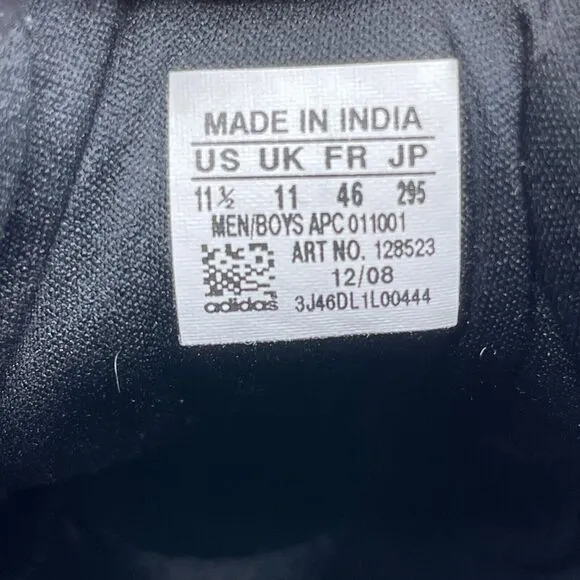 MADE IN INDIA
US UK FR JP
11½ 11 46 295
MEN/BOYS APC 011001
ART NO. 128523
12/08
adidas 3J46DL1L00444